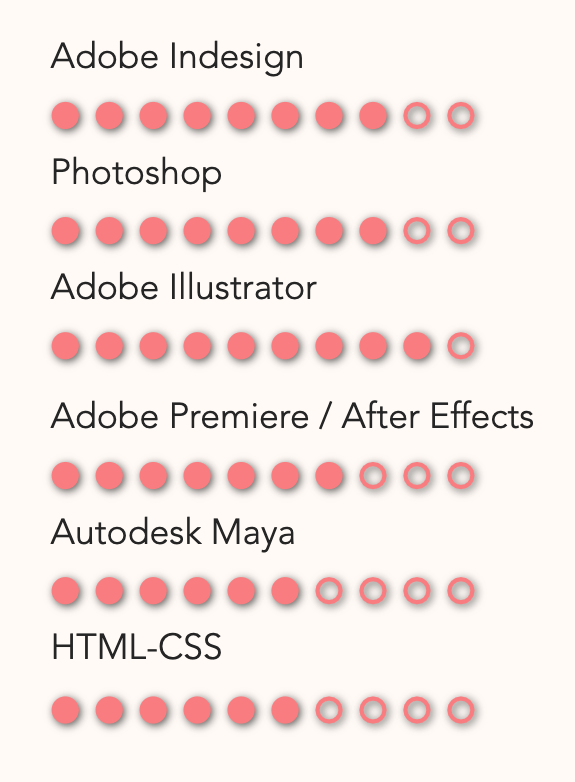 Adobe Indesign
Photoshop
Adobe Illustrator
Adobe Premiere / After Effects
Autodesk Maya
HTML-CSS